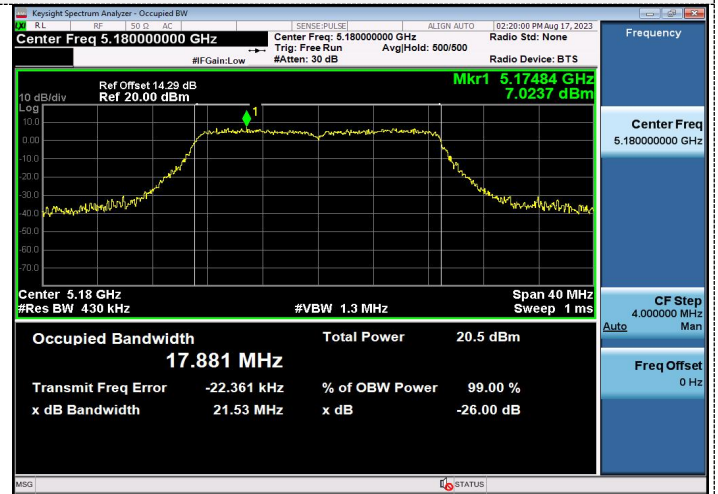 Keysight Spectrum Analyzer - Occupied BW
LXI RL RF 50 Ω AC SENSE:PULSE ALIGN AUTO 02:20:00 PM Aug 17, 2023
Center Freq 5.180000000 GHz
Center Freq: 5.180000000 GHz Radio Std: None
Trig: Free Run Avg|Hold: 500/500
#IFGain:Low #Atten: 30 dB Radio Device: BTS
Ref Offset 14.29 dB
10 dB/div Ref 20.00 dBm
Mkr1 5.17484 GHz
7.0237 dBm
Log
1
10.0
0.00
-10.0
-20.0
-30.0
-40.0
-50.0
-60.0
-70.0
Center 5.18 GHz Span 40 MHz
#Res BW 430 kHz #VBW 1.3 MHz Sweep 1 ms
Occupied Bandwidth Total Power 20.5 dBm
17.881 MHz
Transmit Freq Error -22.361 kHz % of OBW Power 99.00 %
x dB Bandwidth 21.53 MHz x dB -26.00 dB
MSG STATUS
Frequency
Center Freq
5.180000000 GHz
CF Step
4.000000 MHz
Auto Man
Freq Offset
0 Hz